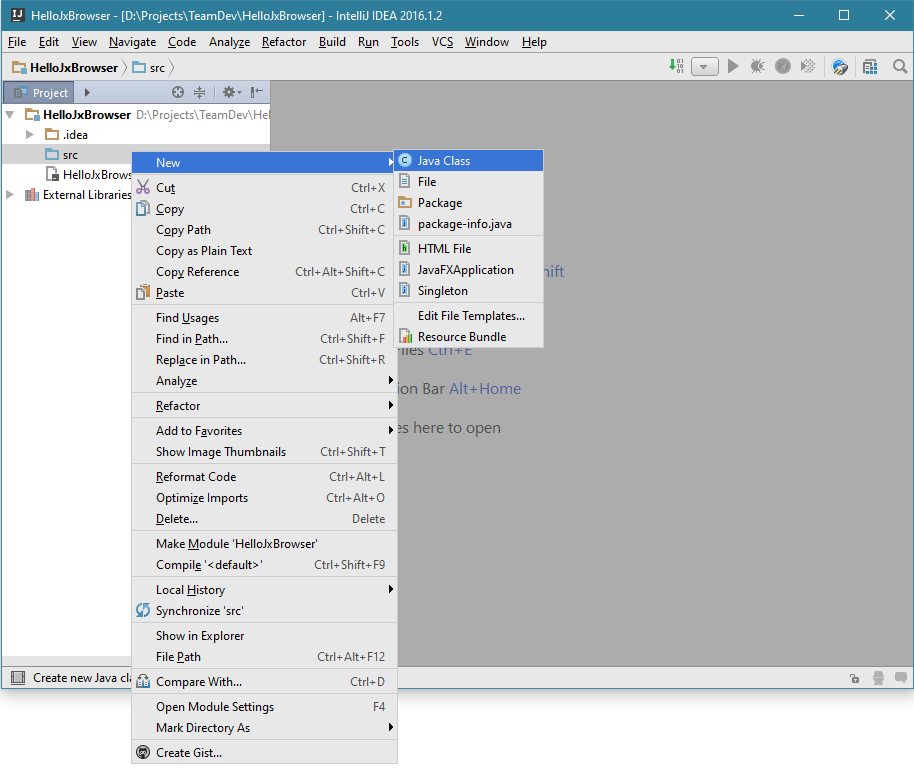 HelloJxBrowser - [D:\Projects\TeamDev\HelloJxBrowser] - IntelliJ IDEA 2016.1.2
File Edit View Navigate Code Analyze Refactor Build Run Tools VCS Window Help
HelloJxBrowser src
Project
HelloJxBrowser D:\Projects\TeamDev\Hel
.idea
src
HelloJxBrows
External Libraries
New
Cut Ctrl+X
Copy Ctrl+C
Copy Path Ctrl+Shift+C
Copy as Plain Text
Copy Reference Ctrl+Alt+Shift+C
Paste Ctrl+V
Find Usages Alt+F7
Find in Path... Ctrl+Shift+F
Replace in Path... Ctrl+Shift+R
Analyze
Refactor
Add to Favorites
Show Image Thumbnails Ctrl+Shift+T
Reformat Code Ctrl+Alt+L
Optimize Imports Ctrl+Alt+O
Delete... Delete
Make Module 'HelloJxBrowser'
Compile '<default>' Ctrl+Shift+F9
Local History
Synchronize 'src'
Show in Explorer
File Path Ctrl+Alt+F12
Compare With... Ctrl+D
Open Module Settings F4
Mark Directory As
Create Gist...
Java Class
File
Package
package-info.java
HTML File
JavaFXApplication
Singleton
Edit File Templates...
Resource Bundle
hift
Files Ctrl+E
ion Bar Alt+Home
es here to open
Create new Java cla